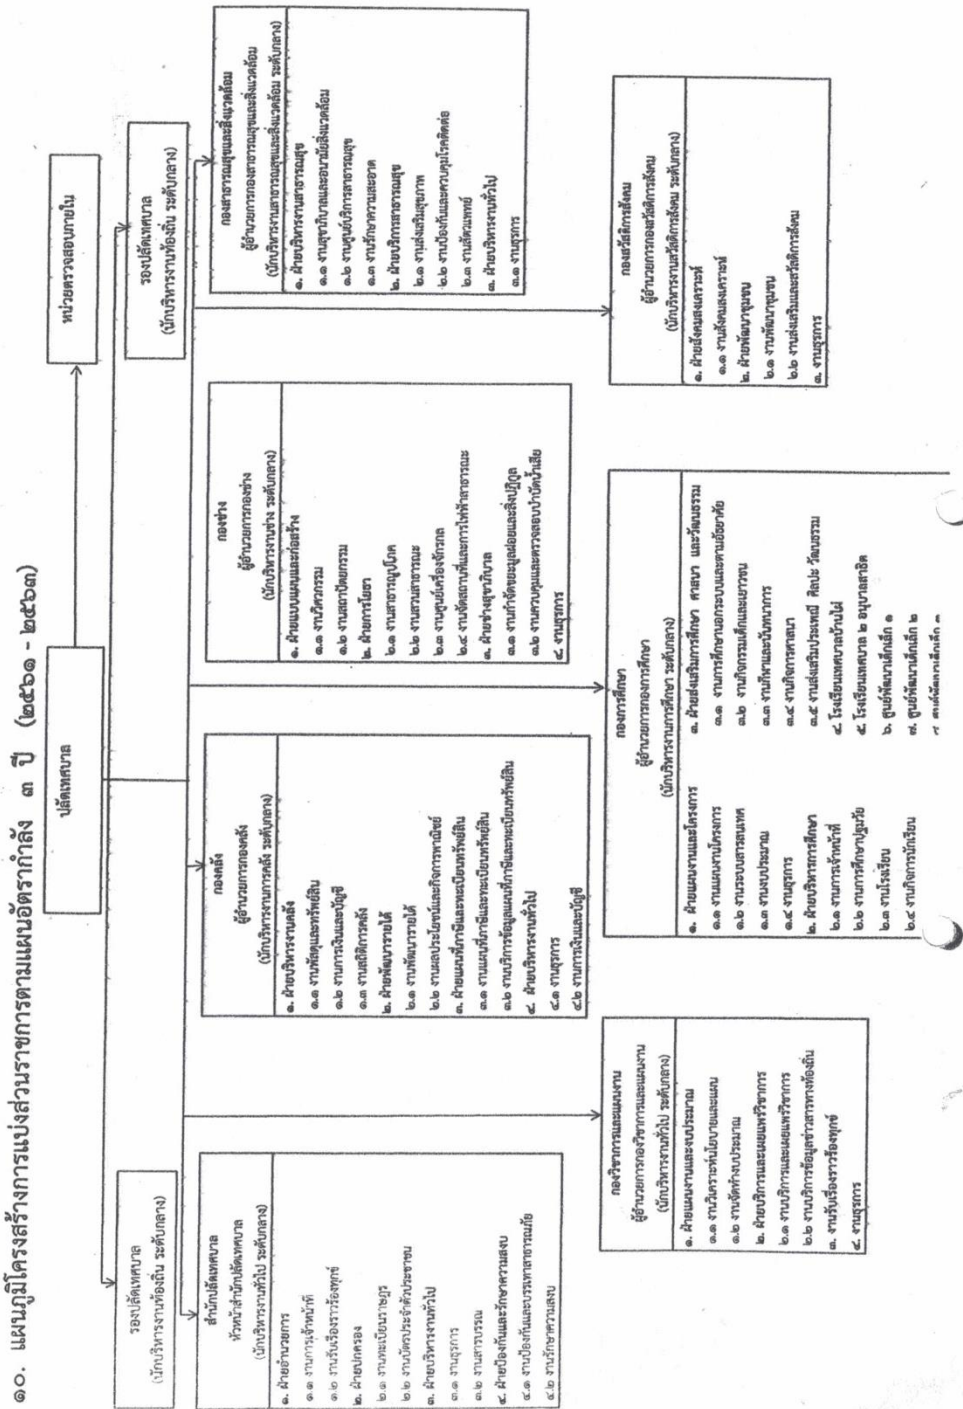 ๑๐. แผนภูมิโครงสร้างการแบ่งส่วนราชการตามแผนอัตรากำลัง ๓ ปี (๒๕๖๑ - ๒๕๖๓)
ปลัดเทศบาล
หน่วยตรวจสอบภายใน
รองปลัดเทศบาล
(นักบริหารงานท้องถิ่น ระดับกลาง)
รองปลัดเทศบาล
(นักบริหารงานท้องถิ่น ระดับกลาง)
สำนักปลัดเทศบาล
หัวหน้าสำนักปลัดเทศบาล
(นักบริหารงานทั่วไป ระดับกลาง)
๑. ฝ่ายอำนวยการ
๑.๑ งานการเจ้าหน้าที่
๑.๒ งานรับเรื่องราวร้องทุกข์
๒. ฝ่ายปกครอง
๒.๑ งานทะเบียนราษฎร
๒.๒ งานบัตรประจำตัวประชาชน
๓. ฝ่ายบริหารงานทั่วไป
๓.๑ งานธุรการ
๓.๒ งานสารบรรณ
๔. ฝ่ายป้องกันและรักษาความสงบ
๔.๑ งานป้องกันและบรรเทาสาธารณภัย
๔.๒ งานรักษาความสงบ
กองคลัง
ผู้อำนวยการกองคลัง
(นักบริหารงานการคลัง ระดับกลาง)
๑. ฝ่ายบริหารงานคลัง
๑.๑ งานพัสดุและทรัพย์สิน
๑.๒ งานการเงินและบัญชี
๑.๓ งานสถิติการคลัง
๒. ฝ่ายพัฒนารายได้
๒.๑ งานพัฒนารายได้
๒.๒ งานผลประโยชน์และกิจการพาณิชย์
๓. ฝ่ายแผนที่ภาษีและทะเบียนทรัพย์สิน
๓.๑ งานแผนที่ภาษีและทะเบียนทรัพย์สิน
๓.๒ งานบริการข้อมูลแผนที่ภาษีและทะเบียนทรัพย์สิน
๔. ฝ่ายบริหารงานทั่วไป
๔.๑ งานธุรการ
๔.๒ งานการเงินและบัญชี
กองช่าง
ผู้อำนวยการกองช่าง
(นักบริหารงานช่าง ระดับกลาง)
๑. ฝ่ายแบบแผนและก่อสร้าง
๑.๑ งานวิศวกรรม
๑.๒ งานสถาปัตยกรรม
๒. ฝ่ายการโยธา
๒.๑ งานสาธารณูปโภค
๒.๒ งานสวนสาธารณะ
๒.๓ งานศูนย์เครื่องจักรกล
๒.๔ งานจัดสถานที่และการไฟฟ้าสาธารณะ
๓. ฝ่ายช่างสุขาภิบาล
๓.๑ งานกำจัดขยะมูลฝอยและสิ่งปฏิกูล
๓.๒ งานควบคุมและตรวจสอบบำบัดน้ำเสีย
๔. งานธุรการ
กองสาธารณสุขและสิ่งแวดล้อม
ผู้อำนวยการกองสาธารณสุขและสิ่งแวดล้อม
(นักบริหารงานสาธารณสุขและสิ่งแวดล้อม ระดับกลาง)
๑. ฝ่ายบริหารงานสาธารณสุข
๑.๑ งานสุขาภิบาลและอนามัยสิ่งแวดล้อม
๑.๒ งานศูนย์บริการสาธารณสุข
๑.๓ งานรักษาความสะอาด
๒. ฝ่ายบริการสาธารณสุข
๒.๑ งานส่งเสริมสุขภาพ
๒.๒ งานป้องกันและควบคุมโรคติดต่อ
๒.๓ งานสัตวแพทย์
๓. ฝ่ายบริหารงานทั่วไป
๓.๑ งานธุรการ
กองวิชาการและแผนงาน
ผู้อำนวยการกองวิชาการและแผนงาน
(นักบริหารงานทั่วไป ระดับกลาง)
๑. ฝ่ายแผนงานและงบประมาณ
๑.๑ งานวิเคราะห์นโยบายและแผน
๑.๒ งานจัดทำงบประมาณ
๒. ฝ่ายบริการและเผยแพร่วิชาการ
๒.๑ งานบริการและเผยแพร่วิชาการ
๒.๒ งานบริการข้อมูลข่าวสารทางท้องถิ่น
๓. งานรับเรื่องราวร้องทุกข์
๔. งานธุรการ
กองการศึกษา
ผู้อำนวยการกองการศึกษา
(นักบริหารงานการศึกษา ระดับกลาง)
๑. ฝ่ายแผนงานและโครงการ
๑.๑ งานแผนงานโครงการ
๑.๒ งานระบบสารสนเทศ
๑.๓ งานงบประมาณ
๑.๔ งานธุรการ
๒. ฝ่ายบริหารการศึกษา
๒.๑ งานการเจ้าหน้าที่
๒.๒ งานการศึกษาปฐมวัย
๒.๓ งานโรงเรียน
๒.๔ งานกิจการนักเรียน
๓. ฝ่ายส่งเสริมการศึกษา ศาสนา และวัฒนธรรม
๓.๑ งานการศึกษานอกระบบและตามอัธยาศัย
๓.๒ งานกิจกรรมเด็กและเยาวชน
๓.๓ งานกีฬาและนันทนาการ
๓.๔ งานกิจการศาสนา
๓.๕ งานส่งเสริมประเพณี ศิลปะ วัฒนธรรม
๔. โรงเรียนเทศบาลบ้านไผ่
๕. โรงเรียนเทศบาล ๒ อนุบาลสาธิต
๖. ศูนย์พัฒนาเด็กเล็ก ๑
๗. ศูนย์พัฒนาเด็กเล็ก ๒
ศูนย์พัฒนาเด็กเล็ก ๓
กองสวัสดิการสังคม
ผู้อำนวยการกองสวัสดิการสังคม
(นักบริหารงานสวัสดิการสังคม ระดับกลาง)
๑. ฝ่ายสังคมสงเคราะห์
๑.๑ งานสังคมสงเคราะห์
๒. ฝ่ายพัฒนาชุมชน
๒.๑ งานพัฒนาชุมชน
๒.๒ งานส่งเสริมและสวัสดิการสังคม
๓. งานธุรการ